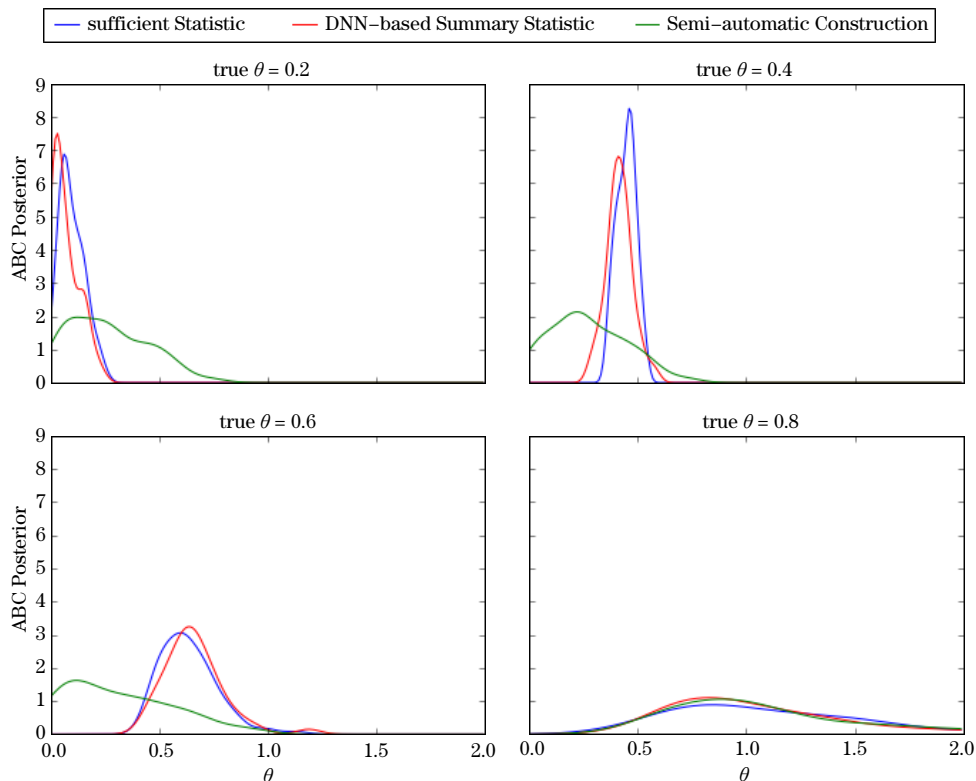 sufficient Statistic DNN-based Summary Statistic Semi-automatic Construction
true θ = 0.2 true θ = 0.4
9
8
7
6
5
4
3
2
1
0
ABC Posterior
true θ = 0.6 true θ = 0.8
9
8
7
6
5
4
3
2
1
0
ABC Posterior
0.0 0.5 1.0 1.5 2.0 0.0 0.5 1.0 1.5 2.0
θ θ